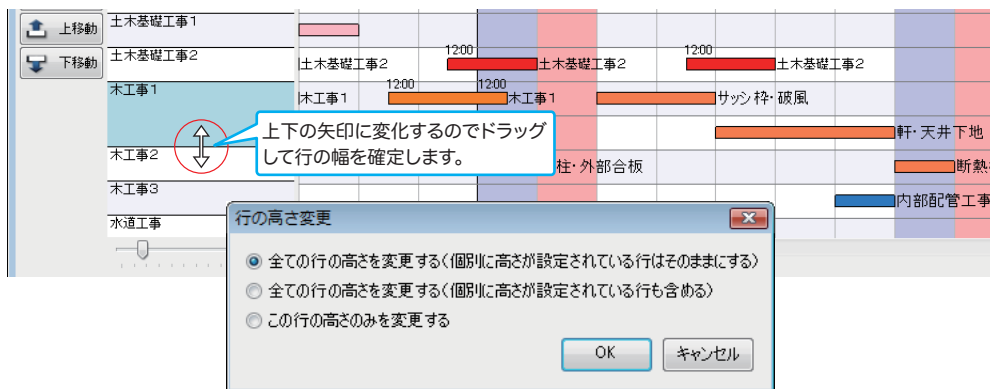 上移動
土木基礎工事1
下移動
土木基礎工事2
土木基礎工事2
12:00
土木基礎工事2
12:00
土木基礎工事2
木工事1
木工事1
12:00
12:00
木工事1
サッシ枠・破風
上下の矢印に変化するのでドラッグ
して行の幅を確定します。
軒・天井下地
木工事2
柱・外部合板
断熱
木工事3
内部配管工事
水道工事
行の高さ変更
全ての行の高さを変更する(個別に高さが設定されている行はそのままにする)
全ての行の高さを変更する(個別に高さが設定されている行も含める)
この行の高さのみを変更する
OK
キャンセル